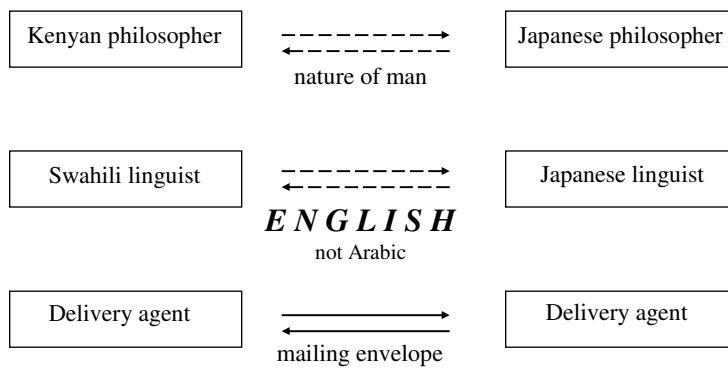 Kenyan philosopher
Japanese philosopher
nature of man
Swahili linguist
Japanese linguist
E N G L I S H
not Arabic
Delivery agent
Delivery agent
mailing envelope